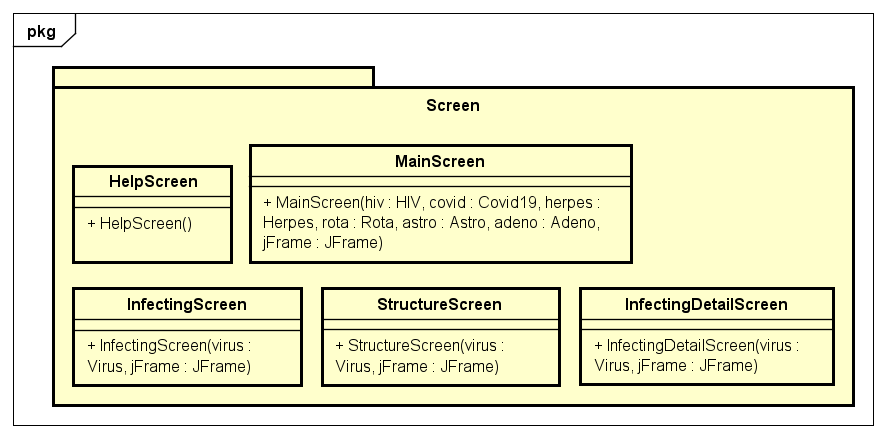 pkg
Screen
HelpScreen
+ HelpScreen()
MainScreen
+ MainScreen(hiv : HIV, covid : Covid19, herpes :
Herpes, rota : Rota, astro : Astro, adeno : Adeno,
jFrame : JFrame)
InfectingScreen
+ InfectingScreen(virus :
Virus, jFrame : JFrame)
StructureScreen
+ StructureScreen(virus :
Virus, jFrame : JFrame)
InfectingDetailScreen
+ InfectingDetailScreen(virus :
Virus, jFrame : JFrame)